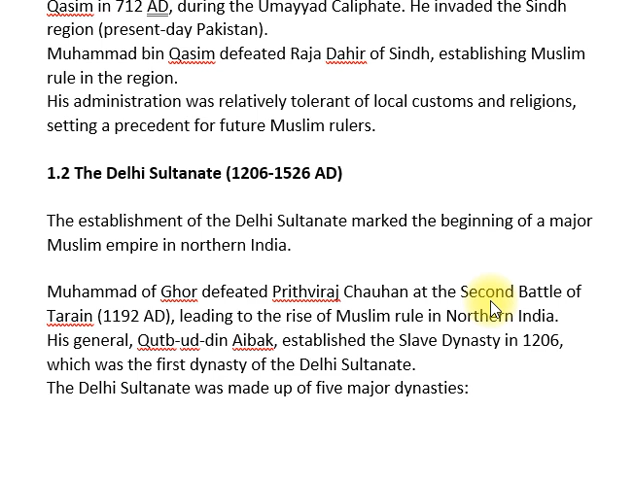 Qasim in 712 AD, during the Umayyad Caliphate. He invaded the Sindh
region (present-day Pakistan).
Muhammad bin Qasim defeated Raja Dahir of Sindh, establishing Muslim
rule in the region.
His administration was relatively tolerant of local customs and religions,
setting a precedent for future Muslim rulers.
1.2 The Delhi Sultanate (1206-1526 AD)
The establishment of the Delhi Sultanate marked the beginning of a major
Muslim empire in northern India.
Muhammad of Ghor defeated Prithviraj Chauhan at the Second Battle of
Tarain (1192 AD), leading to the rise of Muslim rule in Northern India.
His general, Qutb-ud-din Aibak, established the Slave Dynasty in 1206,
which was the first dynasty of the Delhi Sultanate.
The Delhi Sultanate was made up of five major dynasties: